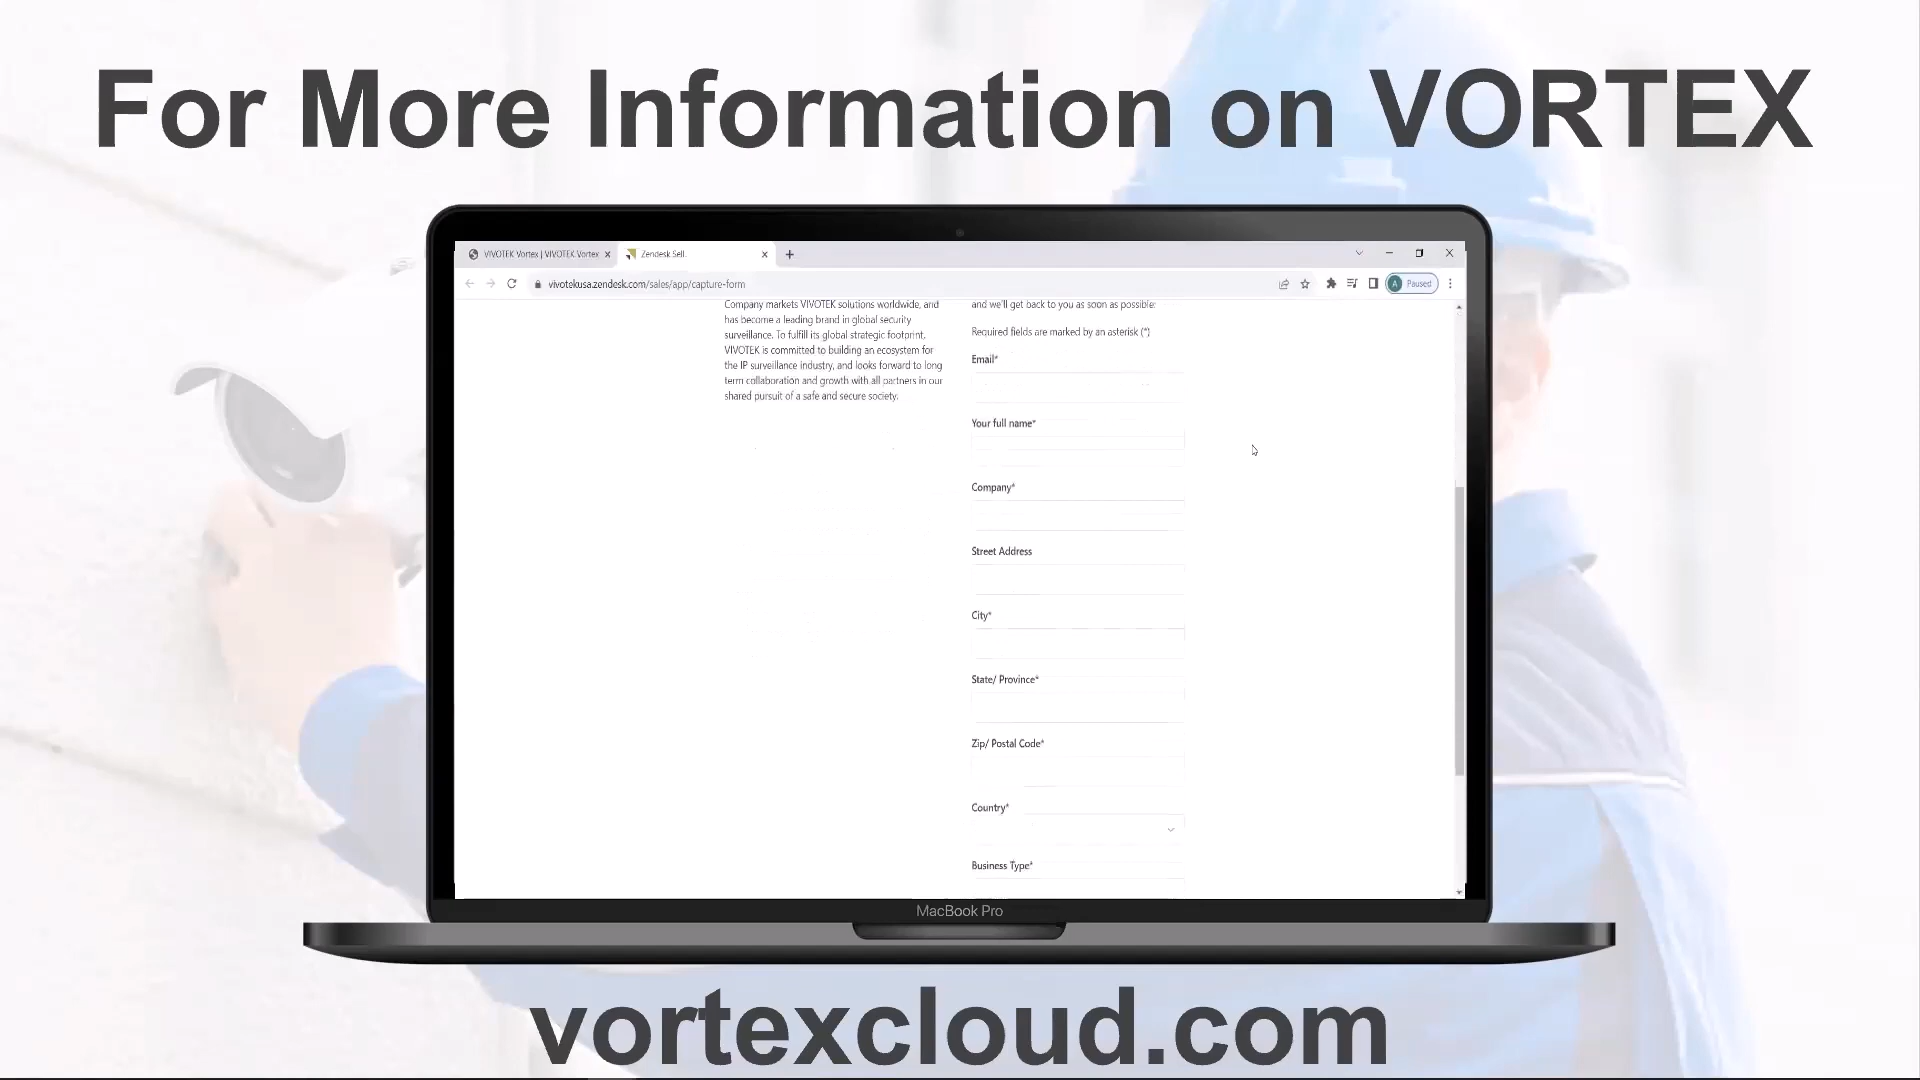 For More Information on VORTEX
VIVOTEK Vortex | VIVOTEK Vortex
Zendesk Sell
vivotekusa.zendesk.com/sales/app/capture-form
A
Paused
Company markets VIVOTEK solutions worldwide, and
has become a leading brand in global security
surveillance. To fulfill its global strategic footprint,
VIVOTEK is committed to building an ecosystem for
the IP surveillance industry, and looks forward to long
term collaboration and growth with all partners in our
shared pursuit of a safe and secure society.
and we'll get back to you as soon as possible:
Required fields are marked by an asterisk (*)
Email*
Your full name*
Company*
Street Address
City*
State/ Province*
Zip/ Postal Code*
Country*
Business Type*
MacBook Pro
vortexcloud.com